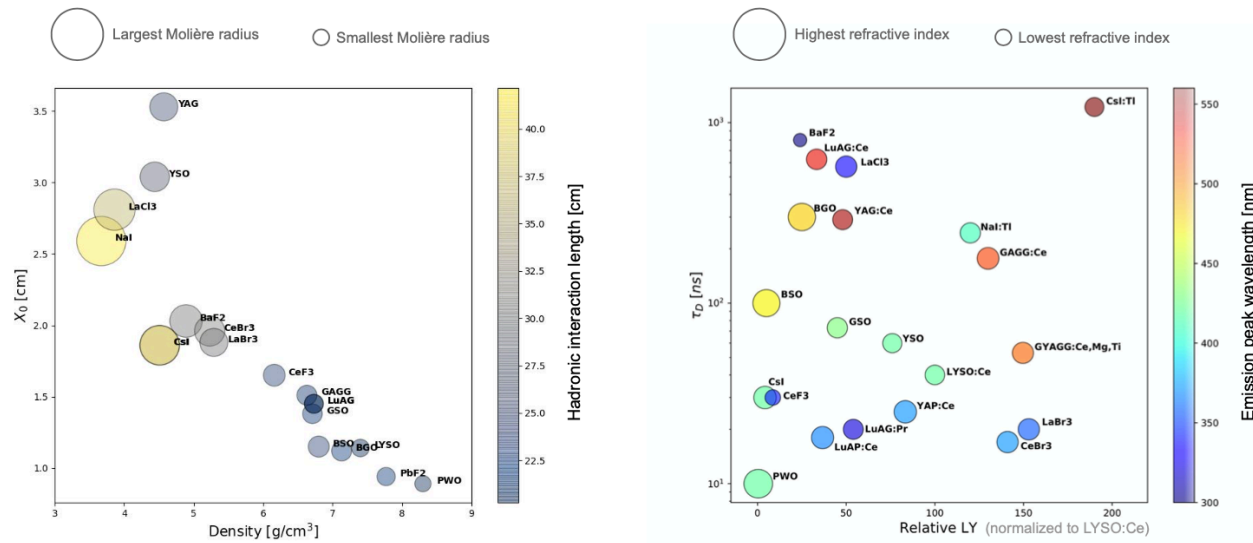 Largest Molière radius
Smallest Molière radius
3.5
3.0
2.5
2.0
1.5
1.0
X₀ [cm]
3
4
5
6
7
8
9
Density [g/cm³]
YAG
YSO
LaCl3
NaI
BaF2
CeBr3
LaBr3
CsI
CeF3
GAGG
LuAG
GSO
BSO
BGO
LYSO
PbF2
PWO
40.0
37.5
35.0
32.5
30.0
27.5
25.0
22.5
Hadronic interaction length [cm]
Highest refractive index
Lowest refractive index
10³
10²
10¹
τ_D [ns]
0
50
100
150
200
Relative LY (normalized to LYSO:Ce)
CsI:Tl
BaF2
LuAG:Ce
LaCl3
BGO
YAG:Ce
NaI:Tl
GAGG:Ce
BSO
GSO
YSO
GYAGG:Ce,Mg,Ti
LYSO:Ce
CsI
CeF3
YAP:Ce
LuAG:Pr
LuAP:Ce
LaBr3
CeBr3
PWO
550
500
450
400
350
300
Emission peak wavelength [nm]